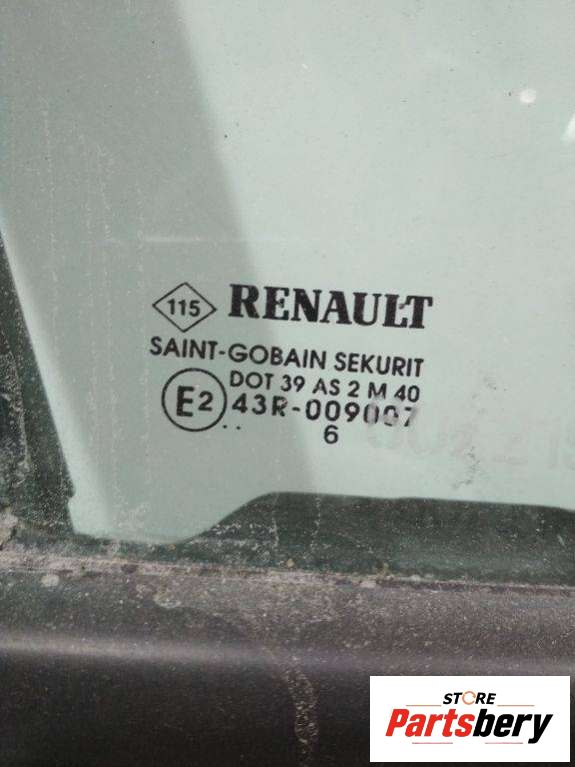 115 RENAULT
SAINT-GOBAIN SEKURIT
DOT 39 AS 2 M 40
E2 43R-009007
.. 6
STORE
Partsbery